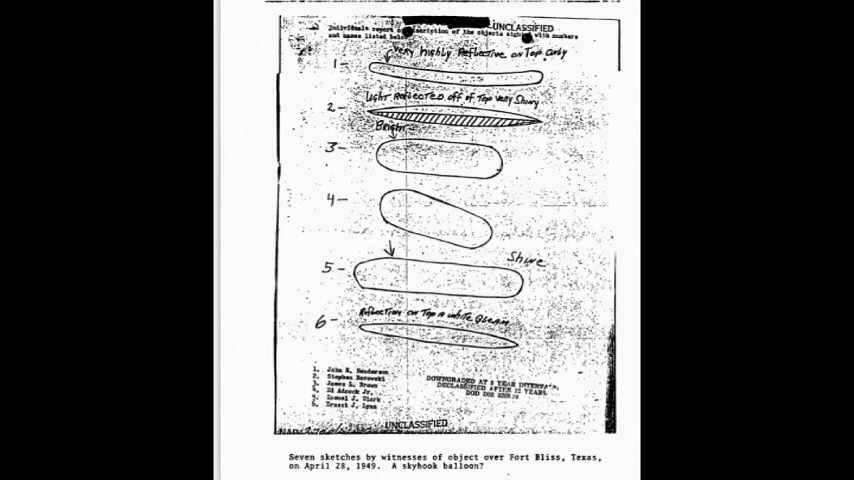 UNCLASSIFIED
Individuals report of description of the objects sighted with numbers
and names listed below
very highly Reflective on Top only
1-
Light Reflected off of Top very Shiny
2-
Bright
3-
4-
Shine
5-
Reflection on Top a white Gleam
6-
1. John R. Henderson
2. Stephen Borowski
3. James L. Brown
4. Ed Adcock Jr.
5. Samuel J. Clark
6. Ernest J. Lynn
DOWNGRADED AT 3 YEAR INTERVALS;
DECLASSIFIED AFTER 12 YEARS.
DOD DIR
UNCLASSIFIED
Seven sketches by witnesses of object over Fort Bliss, Texas,
on April 28, 1949. A skyhook balloon?